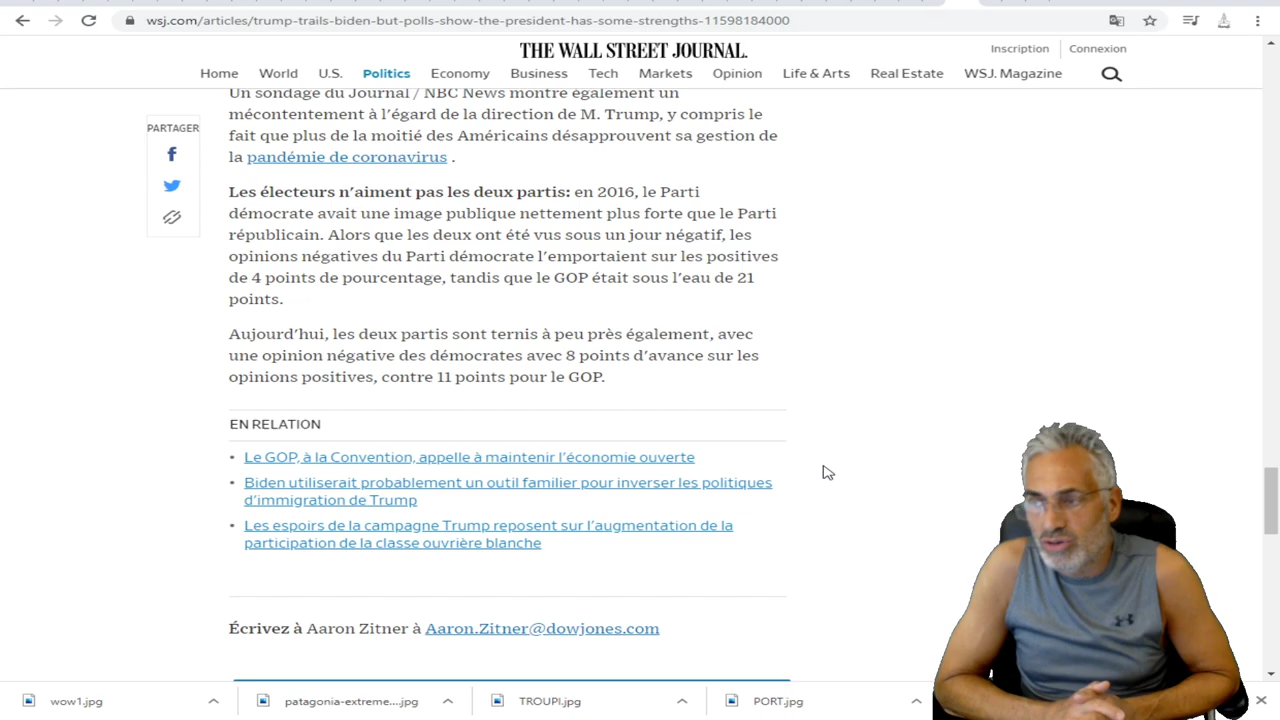 wsj.com/articles/trump-trails-biden-but-polls-show-the-president-has-some-strengths-11598184000
THE WALL STREET JOURNAL.
Inscription
Connexion
Home World U.S. Politics Economy Business Tech Markets Opinion Life & Arts Real Estate WSJ. Magazine
Un sondage du Journal / NBC News montre également un
mécontentement à l'égard de la direction de M. Trump, y compris le
fait que plus de la moitié des Américains désapprouvent sa gestion de
la pandémie de coronavirus .
PARTAGER
Les électeurs n'aiment pas les deux partis: en 2016, le Parti
démocrate avait une image publique nettement plus forte que le Parti
républicain. Alors que les deux ont été vus sous un jour négatif, les
opinions négatives du Parti démocrate l'emportaient sur les positives
de 4 points de pourcentage, tandis que le GOP était sous l'eau de 21
points.
Aujourd'hui, les deux partis sont ternis à peu près également, avec
une opinion négative des démocrates avec 8 points d'avance sur les
opinions positives, contre 11 points pour le GOP.
EN RELATION
• Le GOP, à la Convention, appelle à maintenir l'économie ouverte
• Biden utiliserait probablement un outil familier pour inverser les politiques
d'immigration de Trump
• Les espoirs de la campagne Trump reposent sur l'augmentation de la
participation de la classe ouvrière blanche
Écrivez à Aaron Zitner à Aaron.Zitner@dowjones.com
wow1.jpg
patagonia-extreme....jpg
TROUPI.jpg
PORT.jpg